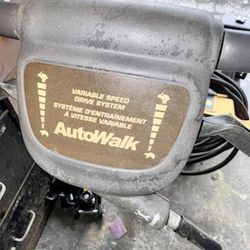 VARIABLE SPEED
DRIVE SYSTEM
SYSTÈME D'ENTRAÎNEMENT
À VITESSE VARIABLE
AutoWalk